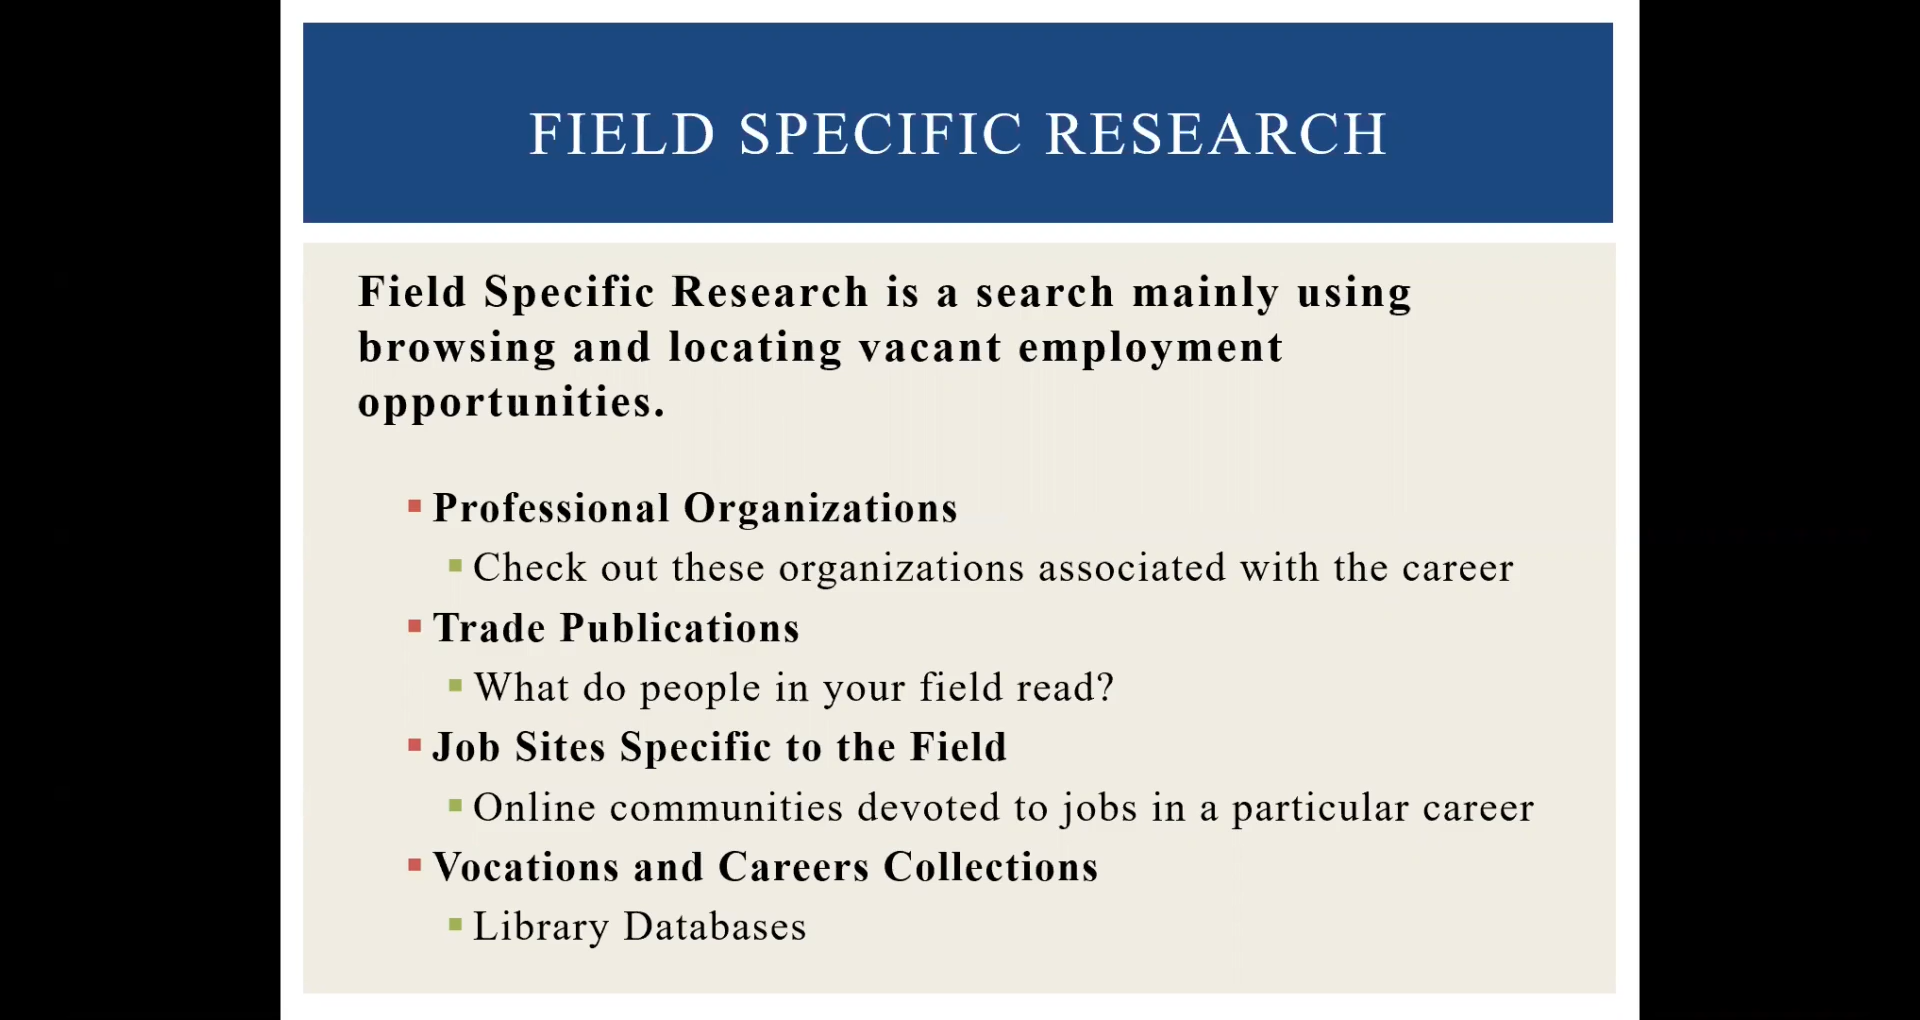 FIELD SPECIFIC RESEARCH
Field Specific Research is a search mainly using
browsing and locating vacant employment
opportunities.
Professional Organizations
Check out these organizations associated with the career
Trade Publications
What do people in your field read?
Job Sites Specific to the Field
Online communities devoted to jobs in a particular career
Vocations and Careers Collections
Library Databases